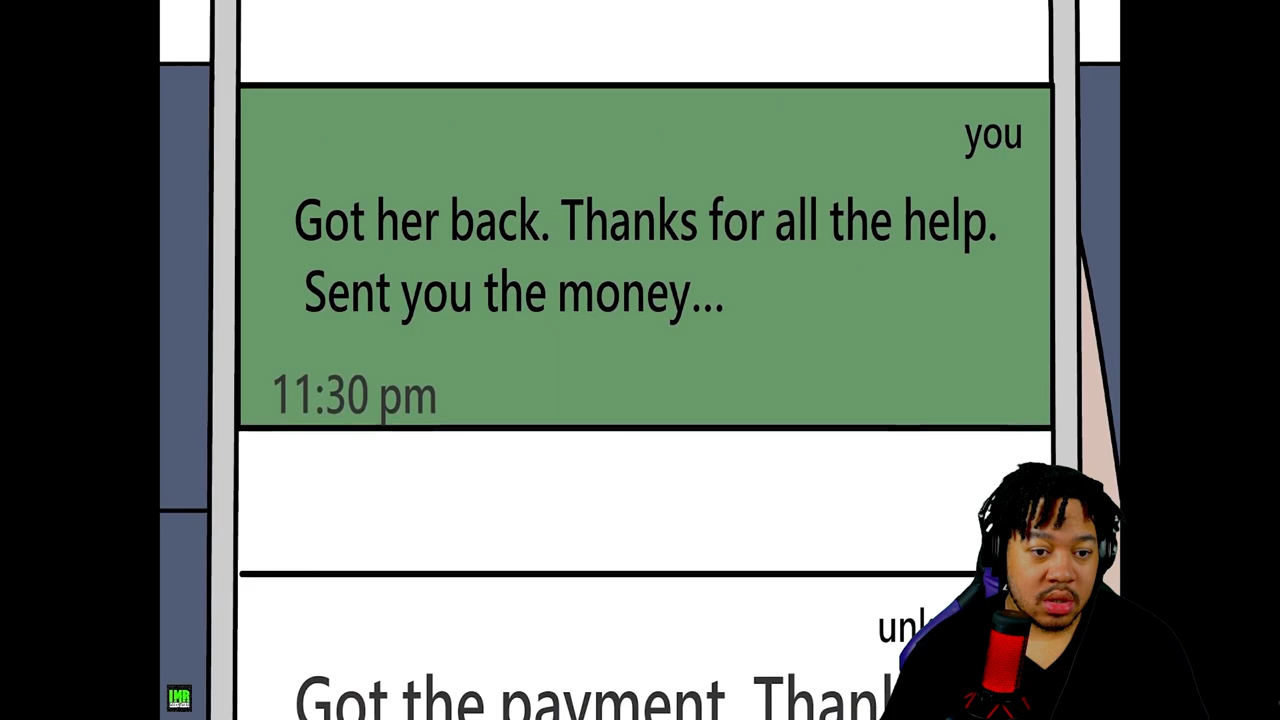 you
Got her back. Thanks for all the help.
Sent you the money...
11:30 pm
Got the payment.
IMR